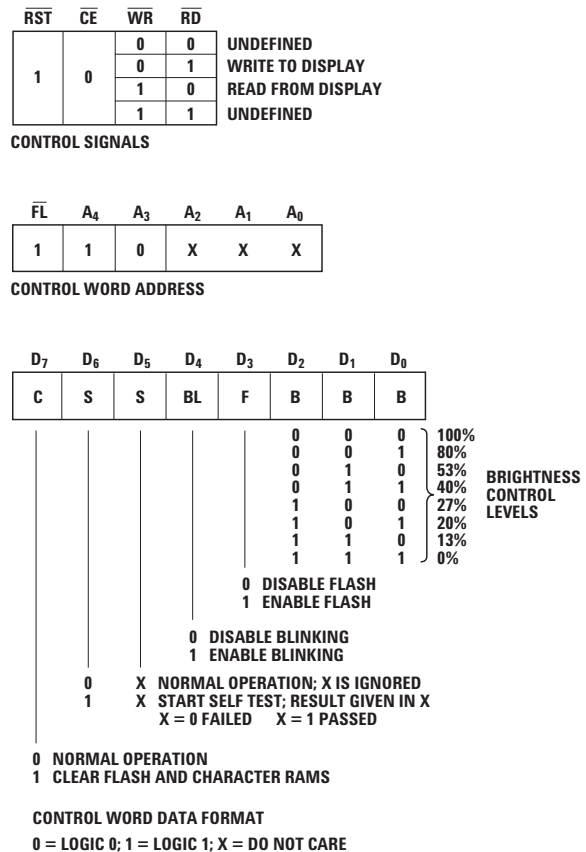 RST CE WR RD
0 0 UNDEFINED
1 0 0 1 WRITE TO DISPLAY
1 0 READ FROM DISPLAY
1 1 UNDEFINED
CONTROL SIGNALS
FL A4 A3 A2 A1 A0
1 1 0 X X X
CONTROL WORD ADDRESS
D7 D6 D5 D4 D3 D2 D1 D0
C S S BL F B B B
0 0 0 100%
0 0 1 80%
0 1 0 53%
0 1 1 40%
1 0 0 27%
1 0 1 20%
1 1 0 13%
1 1 1 0%
BRIGHTNESS
CONTROL
LEVELS
0 DISABLE FLASH
1 ENABLE FLASH
0 DISABLE BLINKING
1 ENABLE BLINKING
0 X NORMAL OPERATION; X IS IGNORED
1 X START SELF TEST; RESULT GIVEN IN X
X = 0 FAILED X = 1 PASSED
0 NORMAL OPERATION
1 CLEAR FLASH AND CHARACTER RAMS
CONTROL WORD DATA FORMAT
0 = LOGIC 0; 1 = LOGIC 1; X = DO NOT CARE